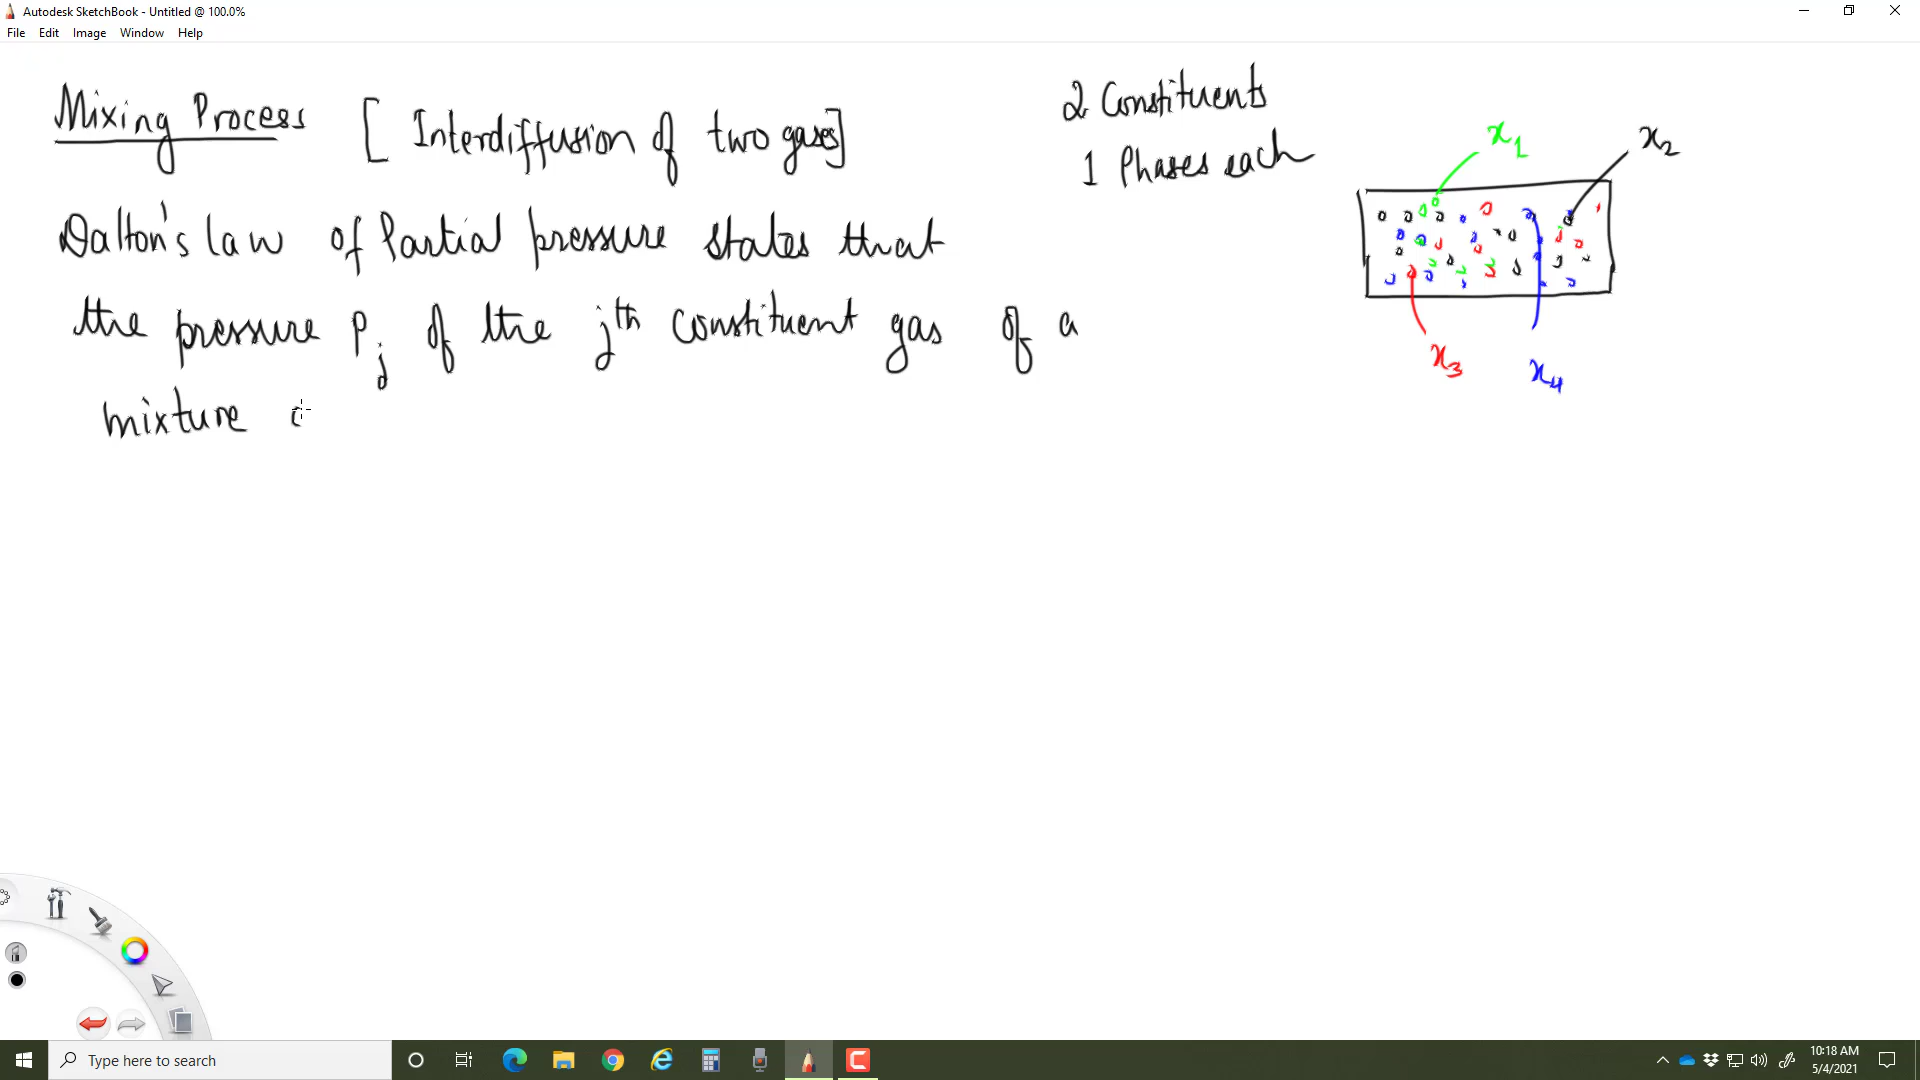 Autodesk SketchBook - Untitled @ 100.0%
File Edit Image Window Help
Mixing Process [ Interdiffusion of two gases]
2 Constituents
1 Phases each
x1
x2
Dalton's law of Partial pressure states that
the pressure Pj of the jth constituent gas of a
x3
x4
mixture
Type here to search
10:18 AM
5/4/2021